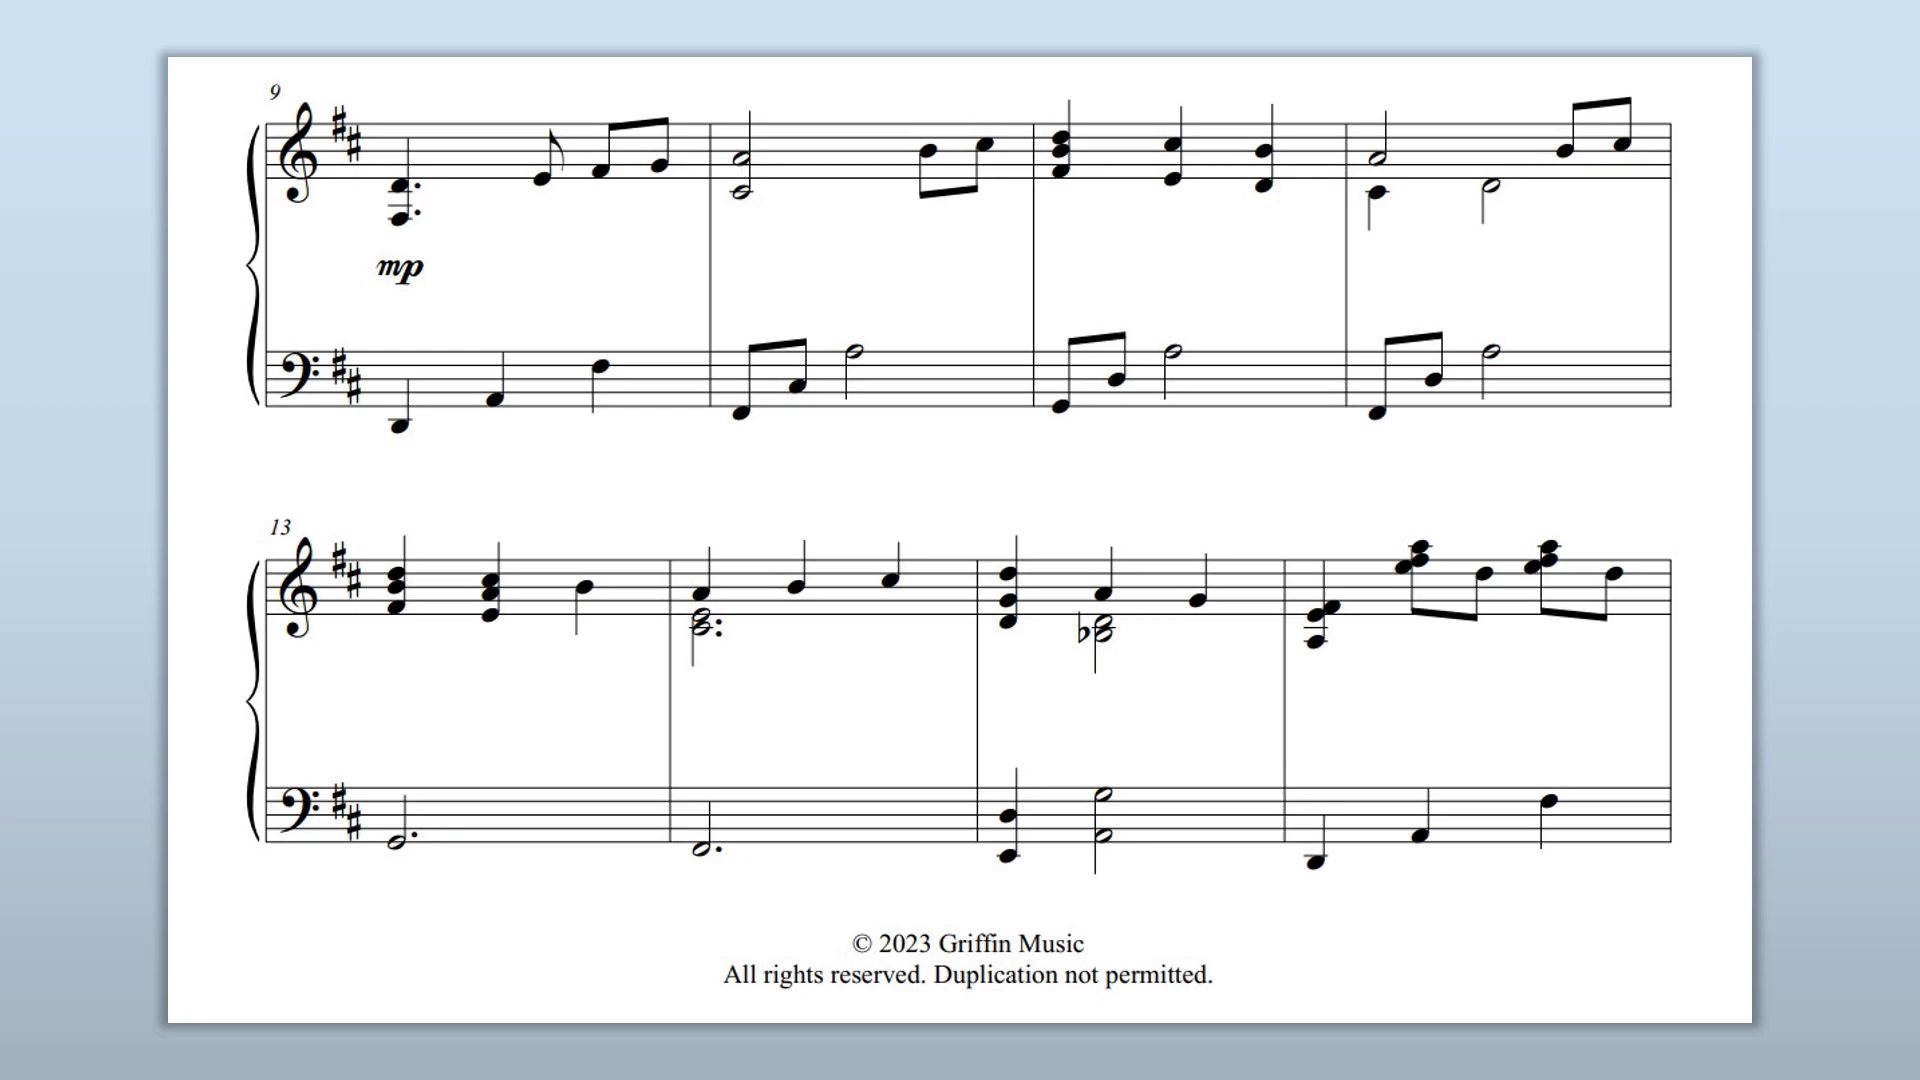 9
mp
13
© 2023 Griffin Music
All rights reserved. Duplication not permitted.